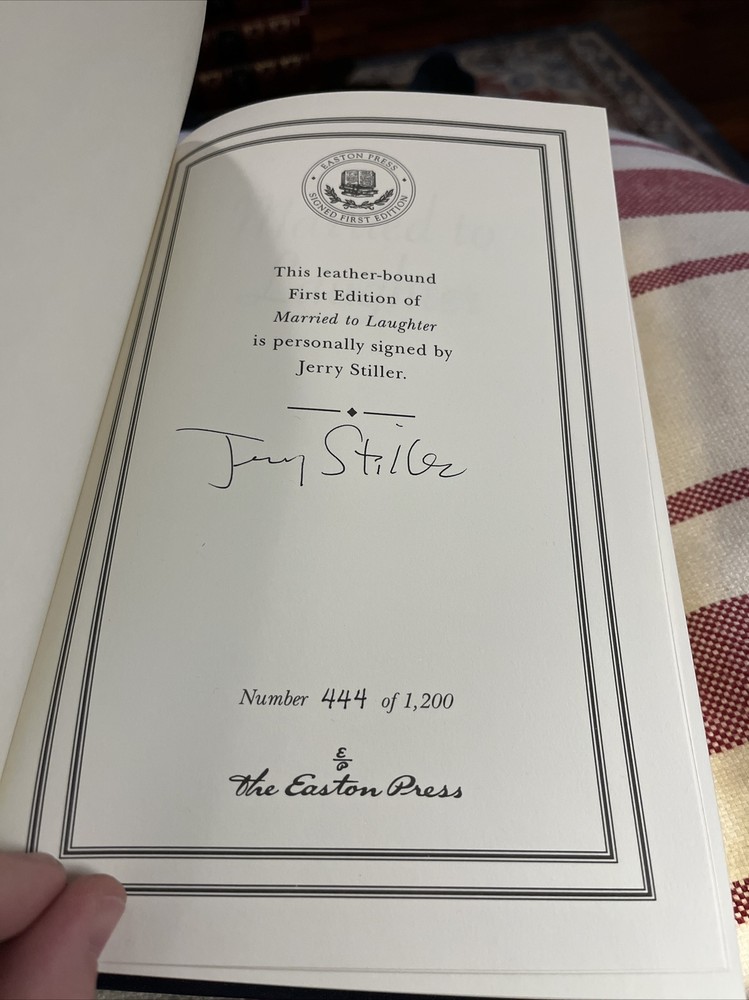 EASTON PRESS
SIGNED FIRST EDITION
This leather-bound
First Edition of
Married to Laughter
is personally signed by
Jerry Stiller.
Jerry Stiller
Number 444 of 1,200
EP
The Easton Press